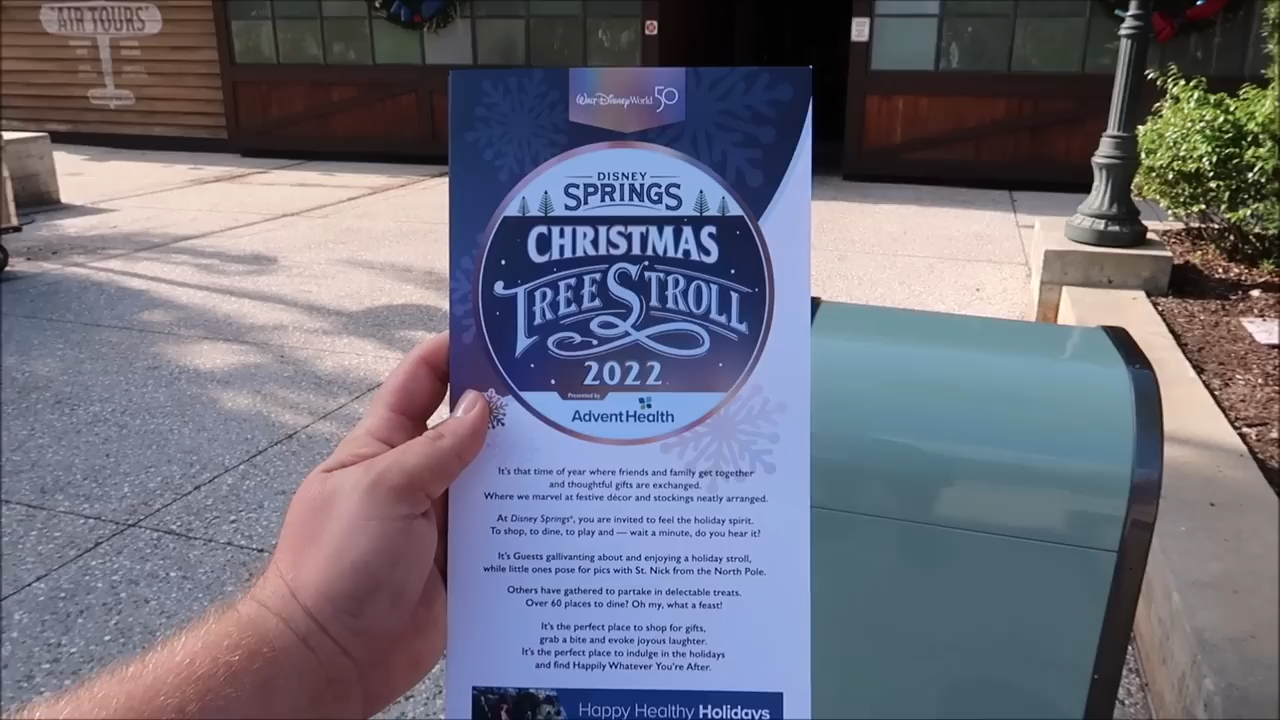 'AIR TOURS'
Walt Disney World 50
DISNEY
SPRINGS
CHRISTMAS
TREE STROLL
2022
Presented by
AdventHealth
It's that time of year where friends and family get together
and thoughtful gifts are exchanged.
Where we marvel at festive décor and stockings neatly arranged.
At Disney Springs®, you are invited to feel the holiday spirit.
To shop, to dine, to play and — wait a minute, do you hear it?
It's Guests gallivanting about and enjoying a holiday stroll,
while little ones pose for pics with St. Nick from the North Pole.
Others have gathered to partake in delectable treats.
Over 60 places to dine? Oh my, what a feast!
It's the perfect place to shop for gifts,
grab a bite and evoke joyous laughter.
It's the perfect place to indulge in the holidays
and find Happily Whatever You're After.
Happy Healthy Holidays